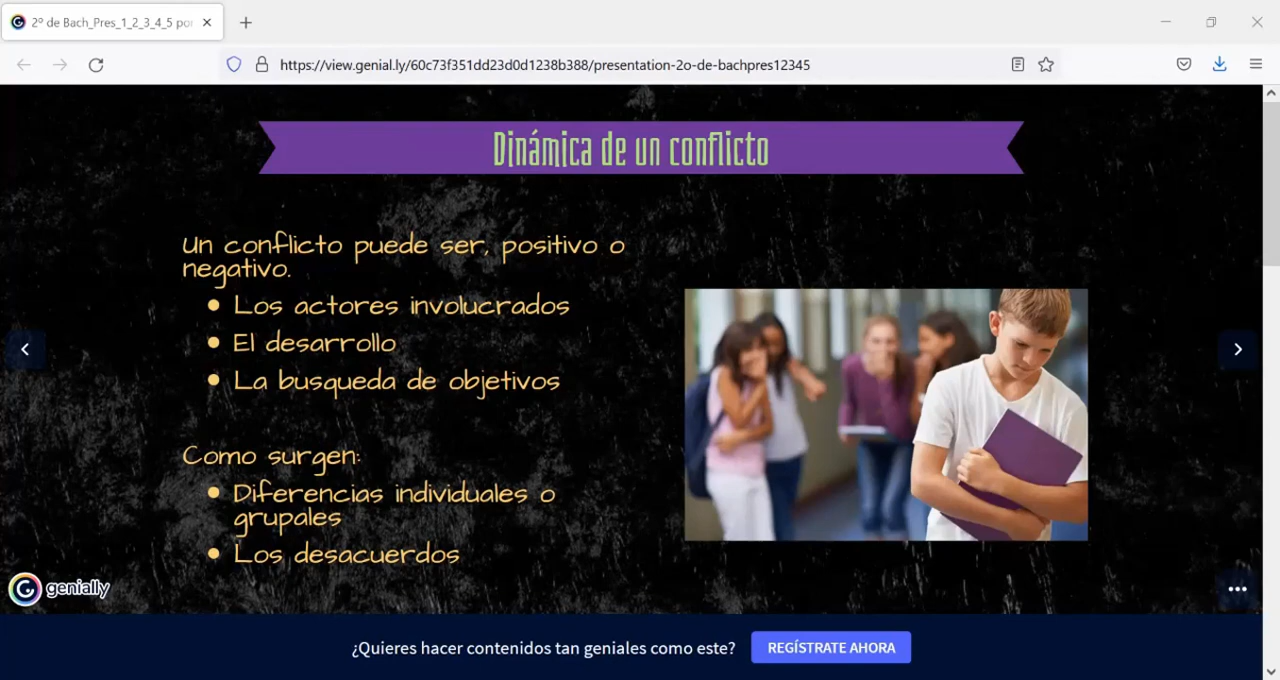 2º de Bach_Pres_1_2_3_4_5 por
https://view.genial.ly/60c73f351dd23d0d1238b388/presentation-2o-de-bachpres12345
Dinámica de un conflicto
Un conflicto puede ser, positivo o
negativo.
Los actores involucrados
El desarrollo
La busqueda de objetivos
Como surgen:
Diferencias individuales o
grupales
Los desacuerdos
genially
¿Quieres hacer contenidos tan geniales como este?
REGÍSTRATE AHORA